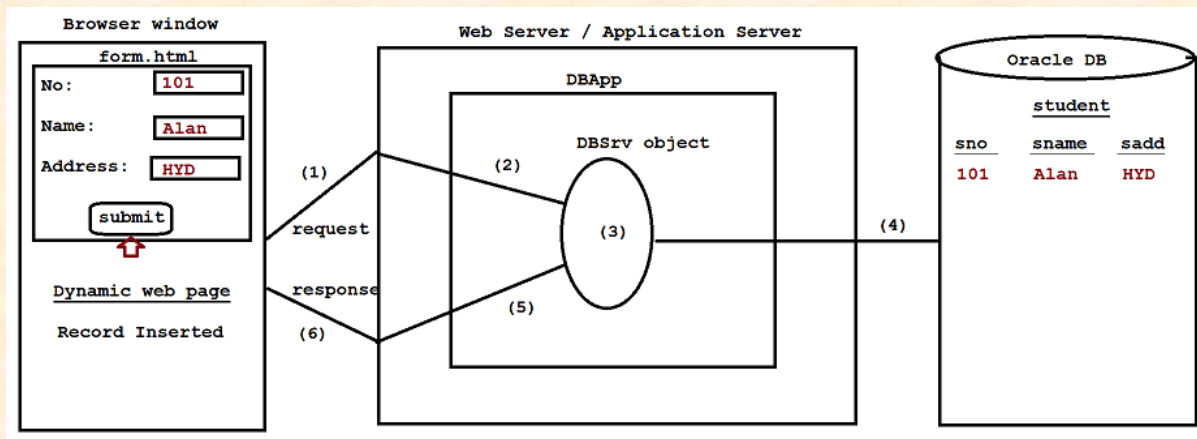 Browser window
form.html
No: 101
Name: Alan
Address: HYD
submit
Dynamic web page
Record Inserted
(1)
request
response
(6)
Web Server / Application Server
DBApp
DBSrv object
(2)
(3)
(5)
(4)
Oracle DB
student
sno sname sadd
101 Alan HYD